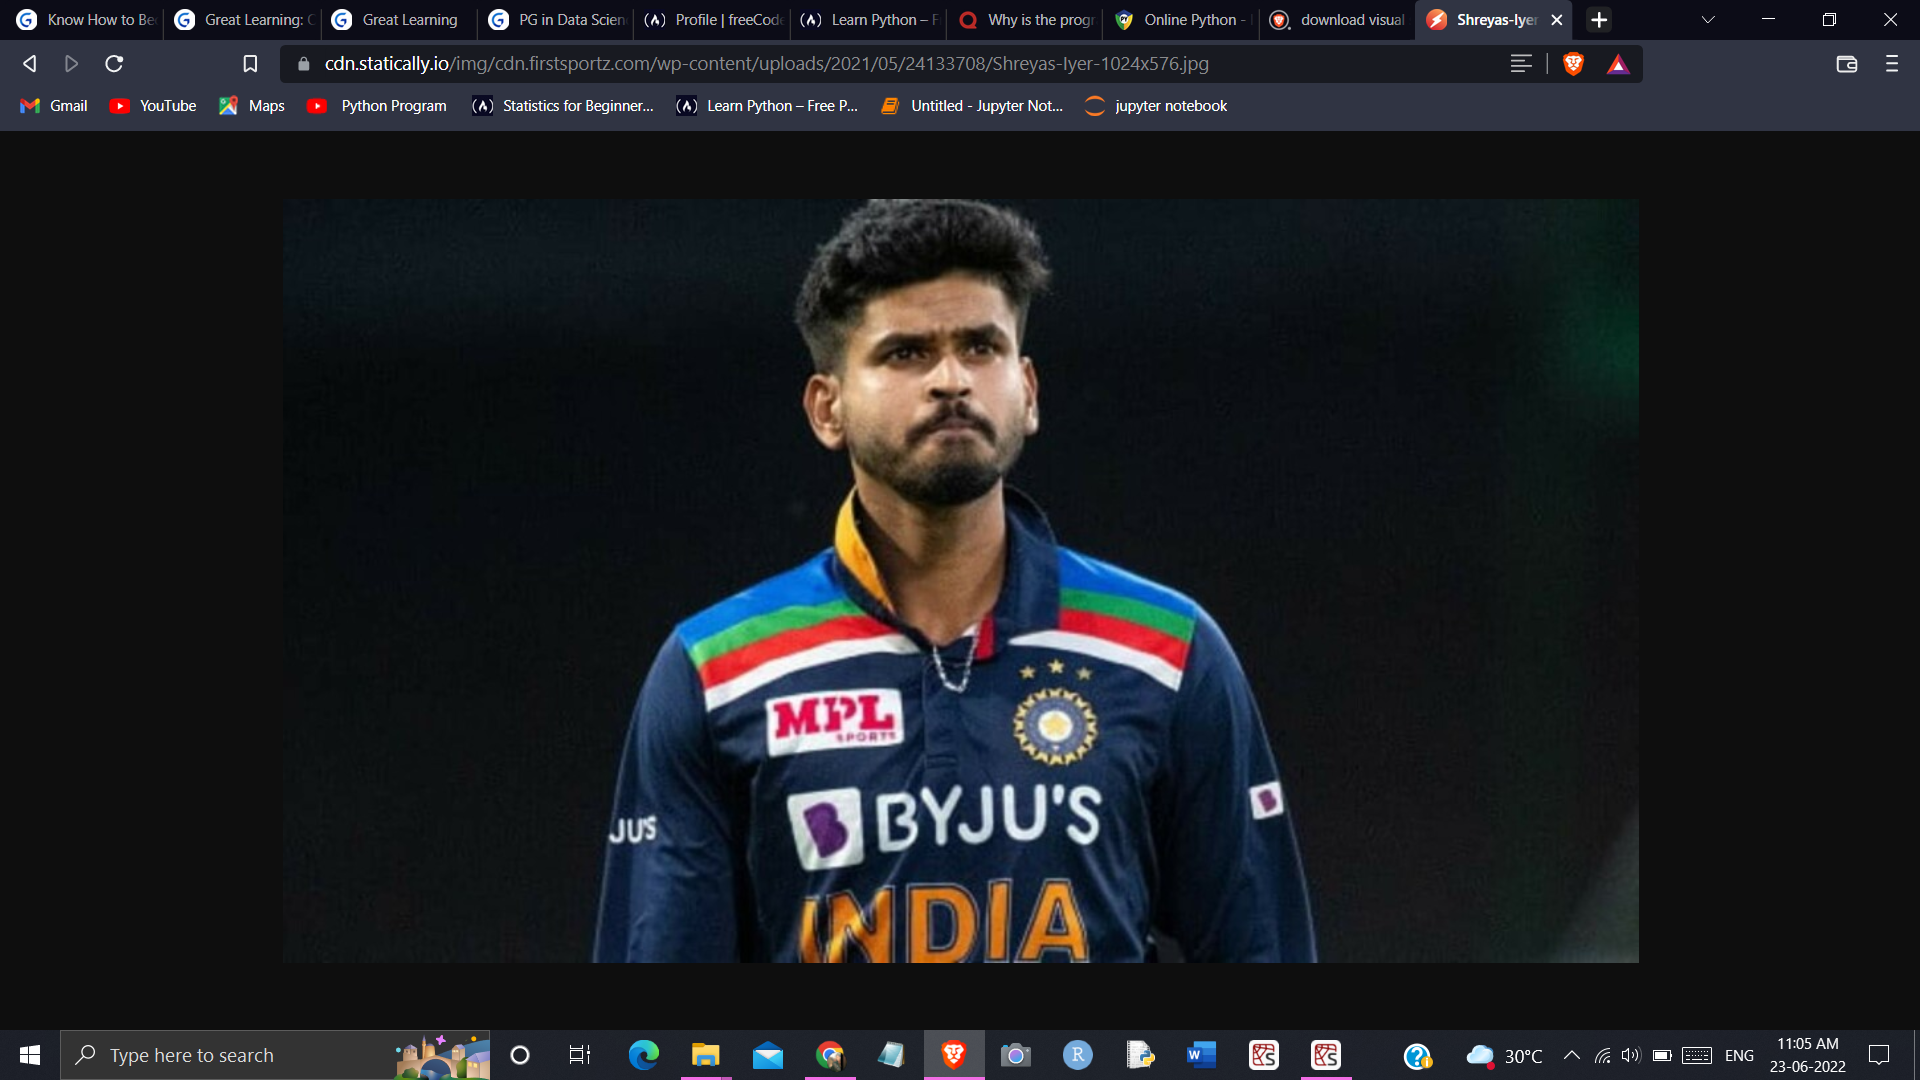 Know How to Be
Great Learning: C
Great Learning
PG in Data Scien
Profile | freeCode
Learn Python – F
Why is the progr
Online Python -
download visual
Shreyas-Iyer
cdn.statically.io/img/cdn.firstsportz.com/wp-content/uploads/2021/05/24133708/Shreyas-Iyer-1024x576.jpg
Gmail
YouTube
Maps
Python Program
Statistics for Beginner...
Learn Python – Free P...
Untitled - Jupyter Not...
jupyter notebook
MPL
SPORTS
BYJU'S
JU'S
INDIA
Type here to search
R
30°C
ENG
11:05 AM
23-06-2022